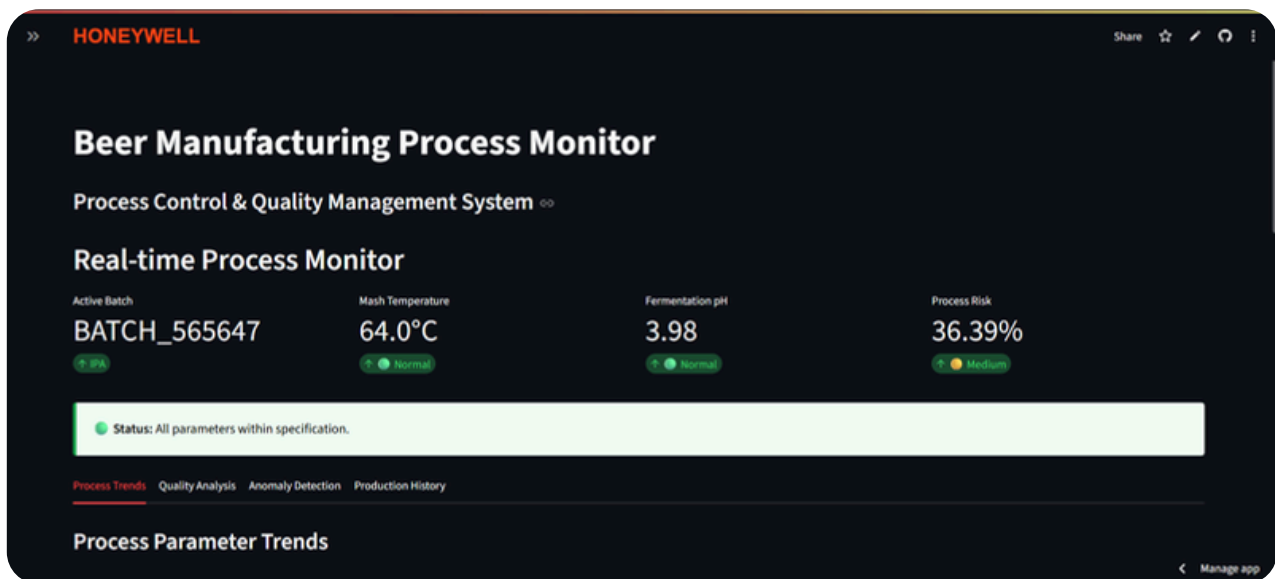 HONEYWELL
Share
Beer Manufacturing Process Monitor
Process Control & Quality Management System
Real-time Process Monitor
Active Batch Mash Temperature Fermentation pH Process Risk
BATCH_565647 64.0°C 3.98 36.39%
↑ IPA ↑ Normal ↑ Normal ↑ Medium
Status: All parameters within specification.
Process Trends Quality Analysis Anomaly Detection Production History
Process Parameter Trends
Manage app